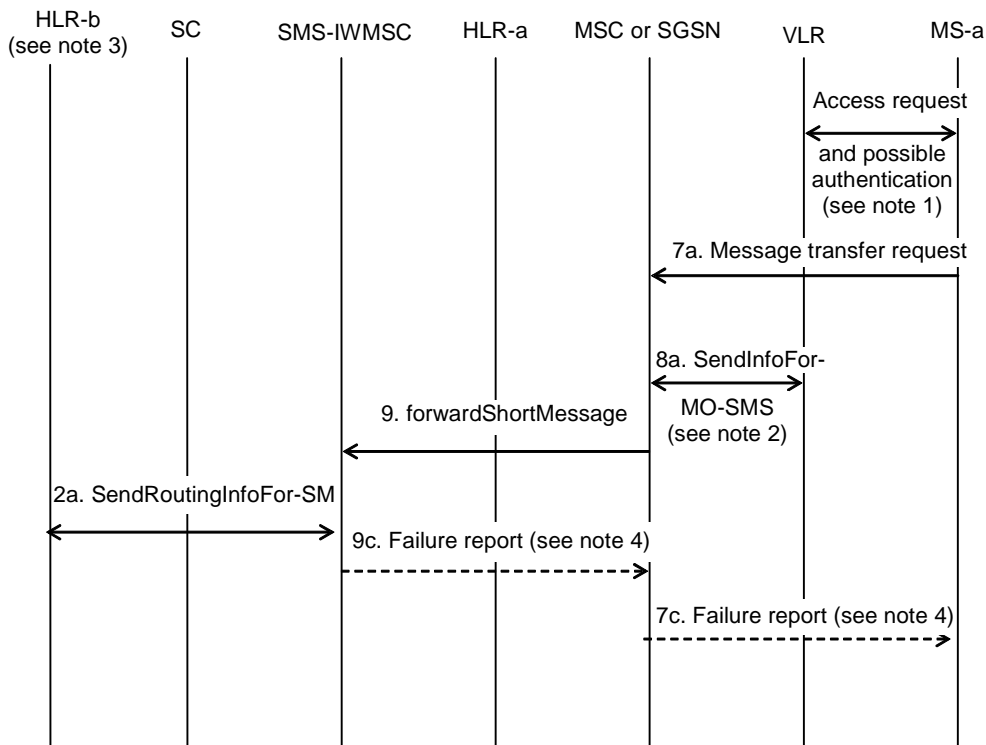 HLR-b
(see note 3)
SC
SMS-IWMSC
HLR-a
MSC or SGSN
VLR
MS-a
Access request
and possible
authentication
(see note 1)
7a. Message transfer request
8a. SendInfoFor-
MO-SMS
(see note 2)
9. forwardShortMessage
2a. SendRoutingInfoFor-SM
9c. Failure report (see note 4)
7c. Failure report (see note 4)